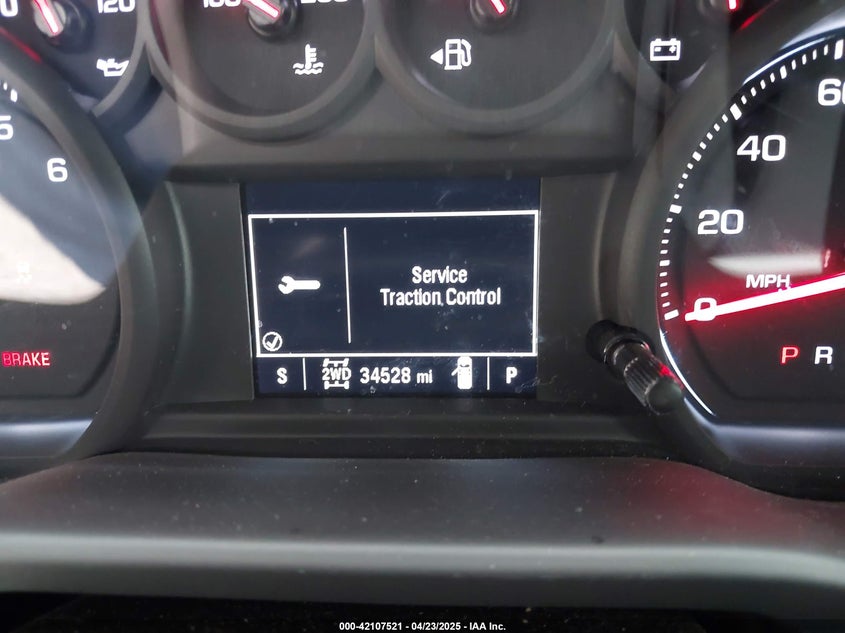 120
5
6
BRAKE
Service
Traction Control
S 2WD 34528 mi P
60
40
20
0
MPH
P R
000-42107521 - 04/23/2025 - IAA Inc.